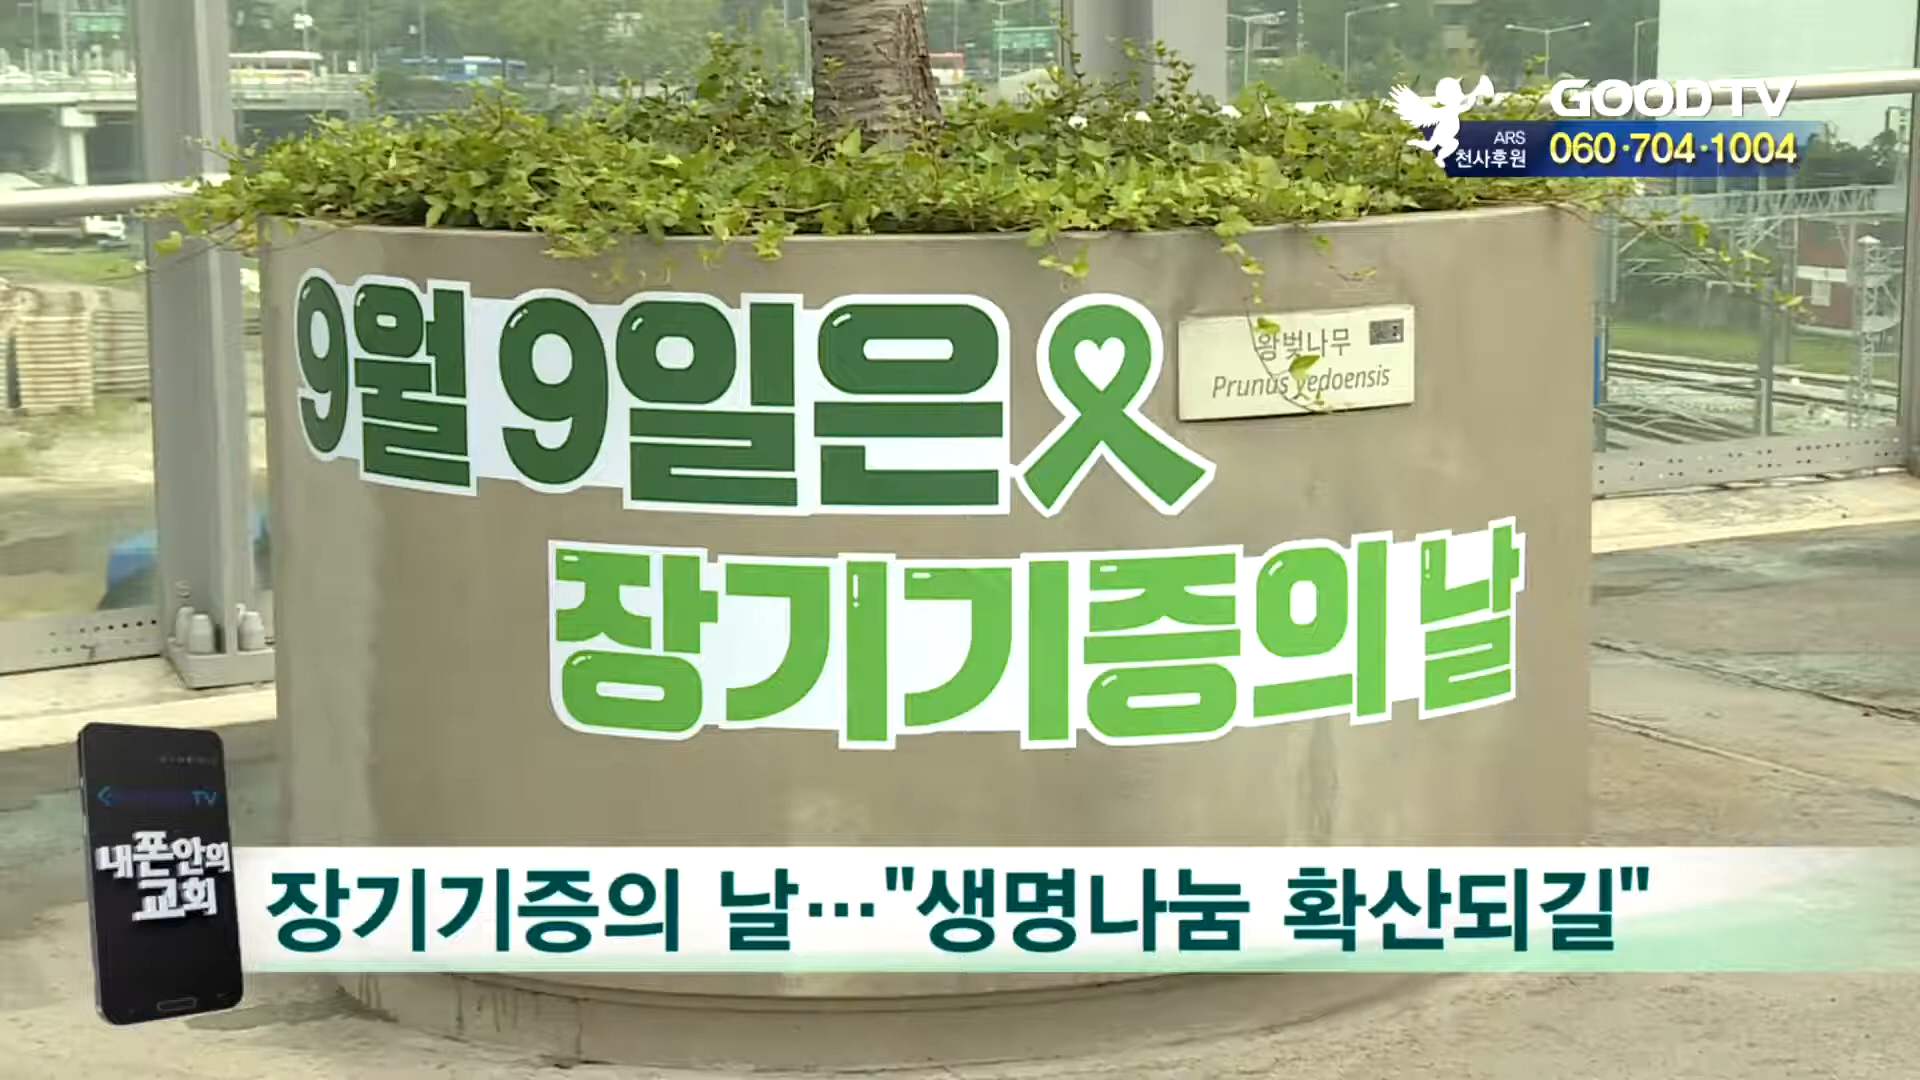 GOODTV
ARS
천사후원
060·704·1004
9월 9일은
왕벚나무
Prunus yedoensis
장기기증의 날
TV
내폰안의
교회
장기기증의 날…"생명나눔 확산되길"